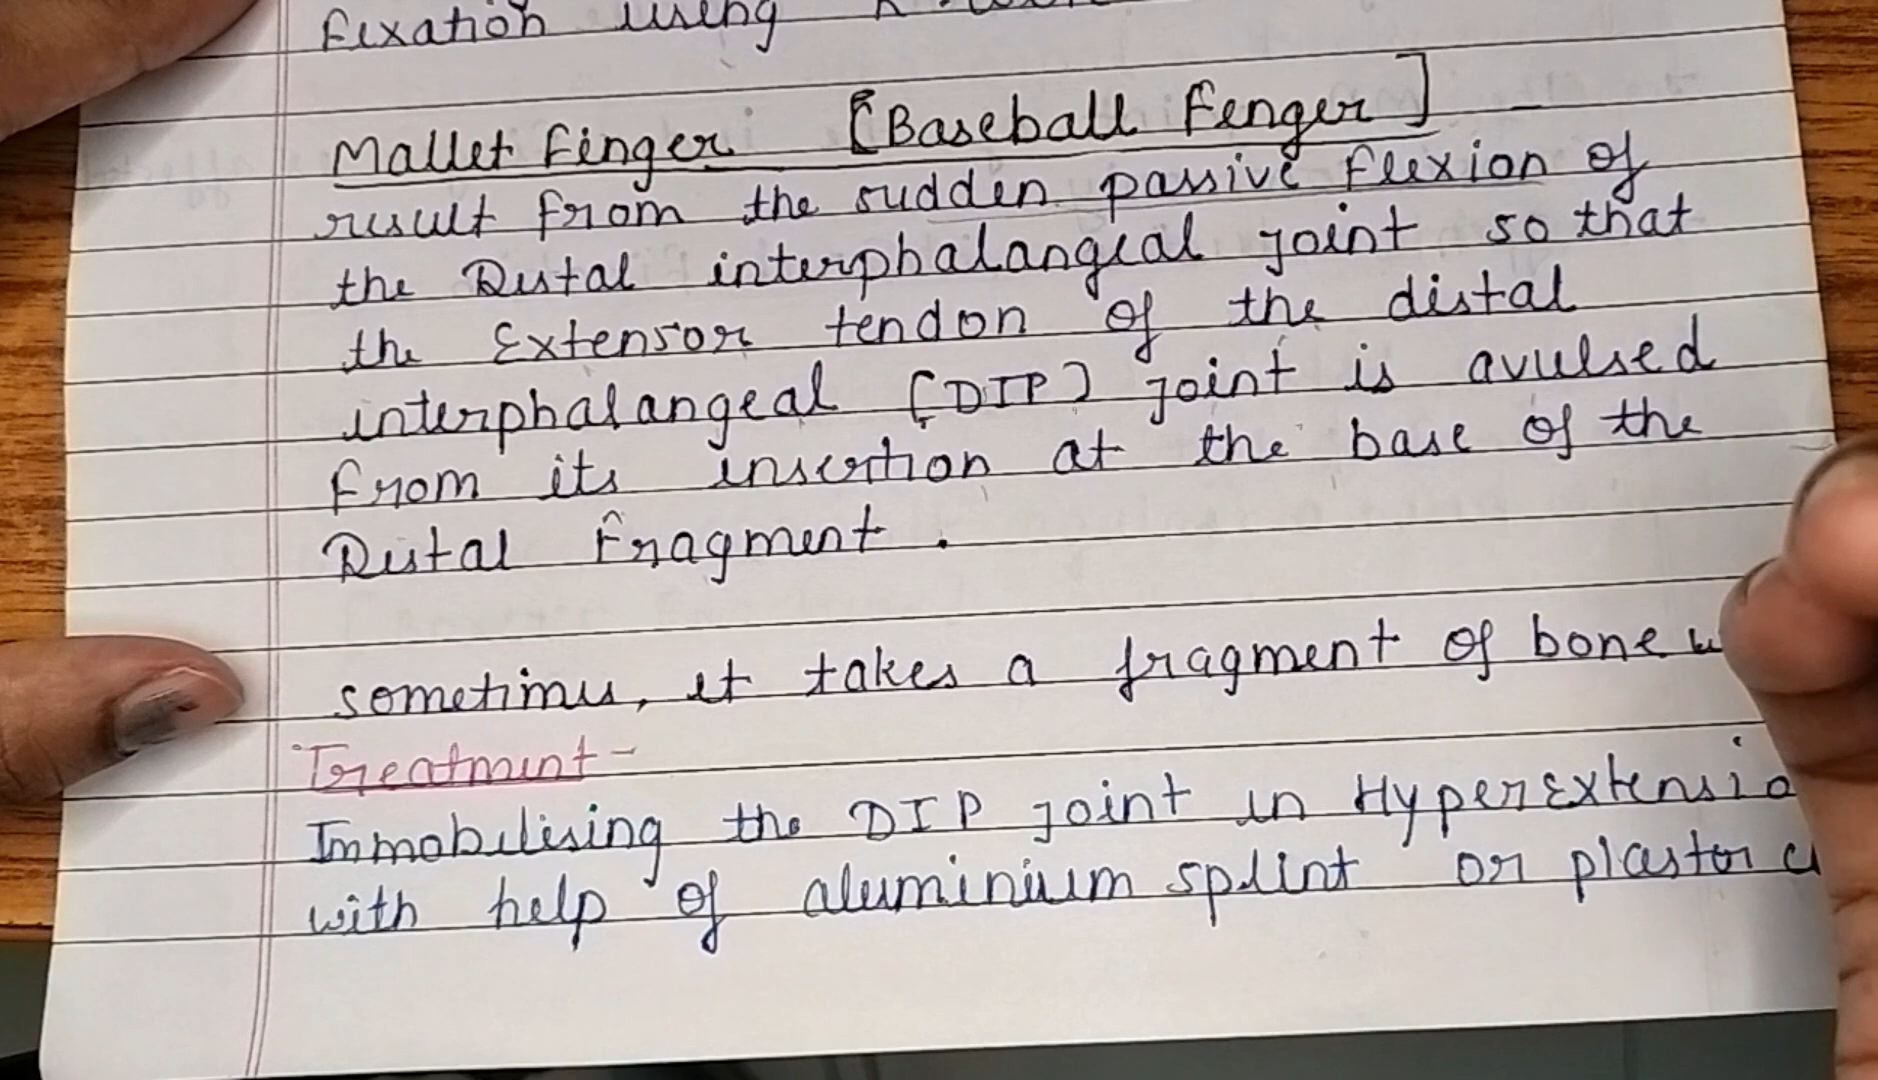 fixation using K
Mallet finger [Baseball Fenger] -
result from the sudden passive flexion of
the Distal interphalangeal joint so that
the Extensor tendon of the distal
interphalangeal [DIP] joint is avulsed
from its insertion at the base of the
Distal Fragment.
sometimes, it takes a fragment of bone
Treatment -
Immobilising the DIP joint in HyperExtensio
with help of aluminium splint or plaster